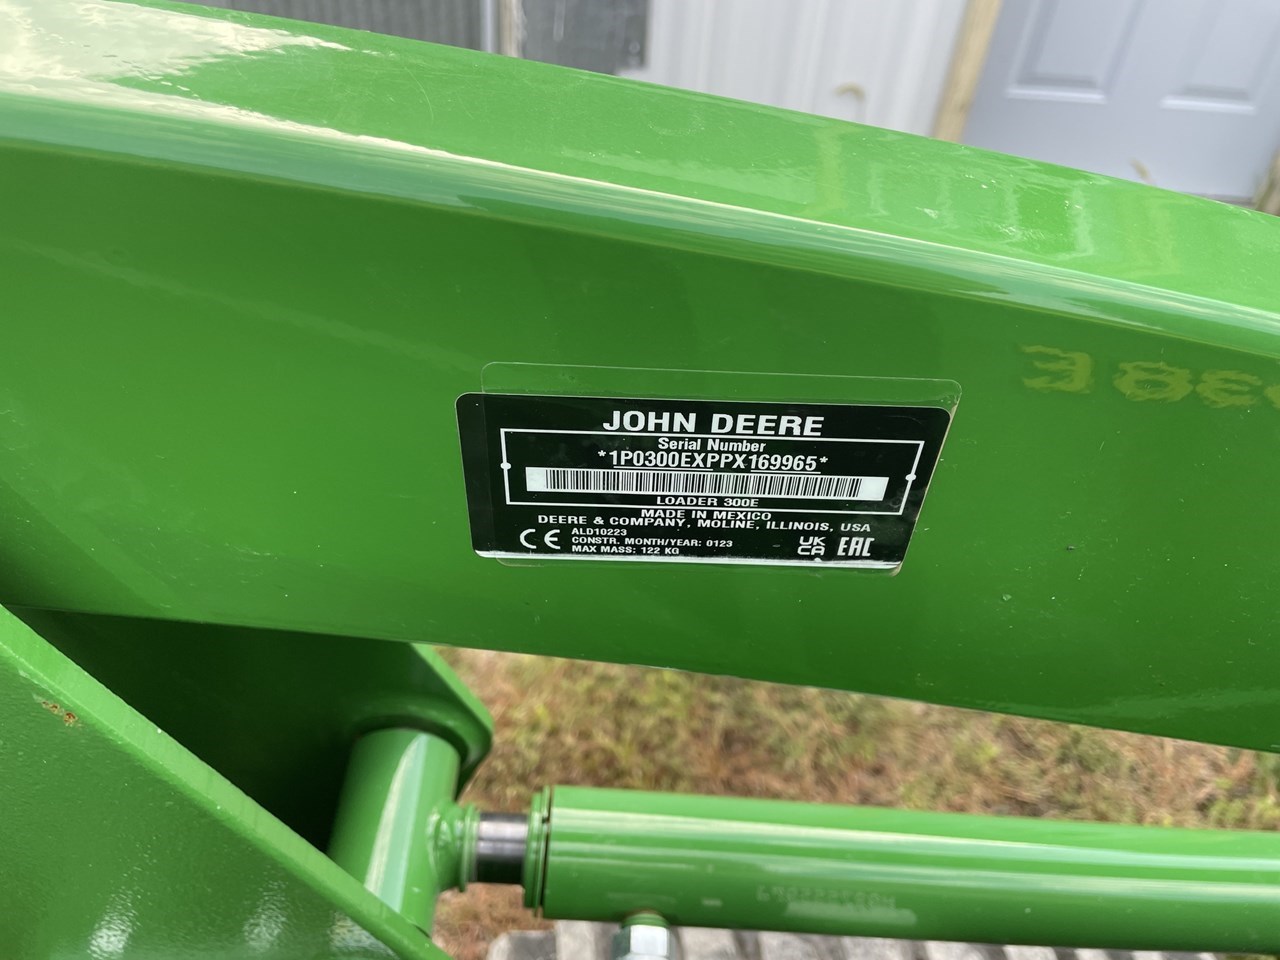 JOHN DEERE
Serial Number
*1P0300EXPPX169965*
LOADER 300E
MADE IN MEXICO
DEERE & COMPANY, MOLINE, ILLINOIS, USA
CE
ALD10223
CONSTR. MONTH/YEAR: 0123
MAX MASS: 122 KG
UK
CA
EAC